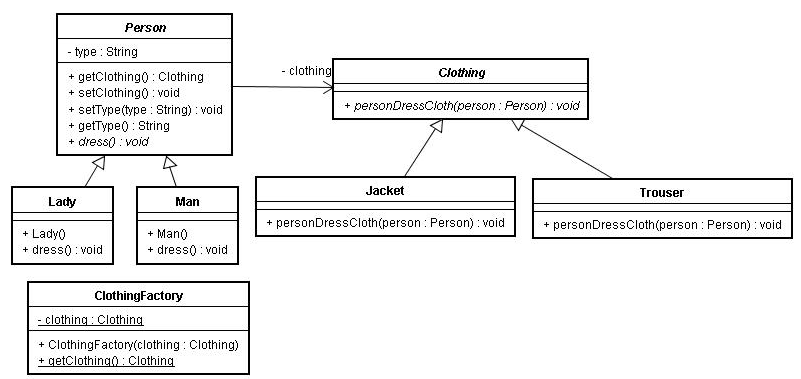 Person
- type : String
+ getClothing() : Clothing
+ setClothing() : void
+ setType(type : String) : void
+ getType() : String
+ dress() : void
- clothing
Clothing
+ personDressCloth(person : Person) : void
Lady
+ Lady()
+ dress() : void
Man
+ Man()
+ dress() : void
Jacket
+ personDressCloth(person : Person) : void
Trouser
+ personDressCloth(person : Person) : void
ClothingFactory
- clothing : Clothing
+ ClothingFactory(clothing : Clothing)
+ getClothing() : Clothing